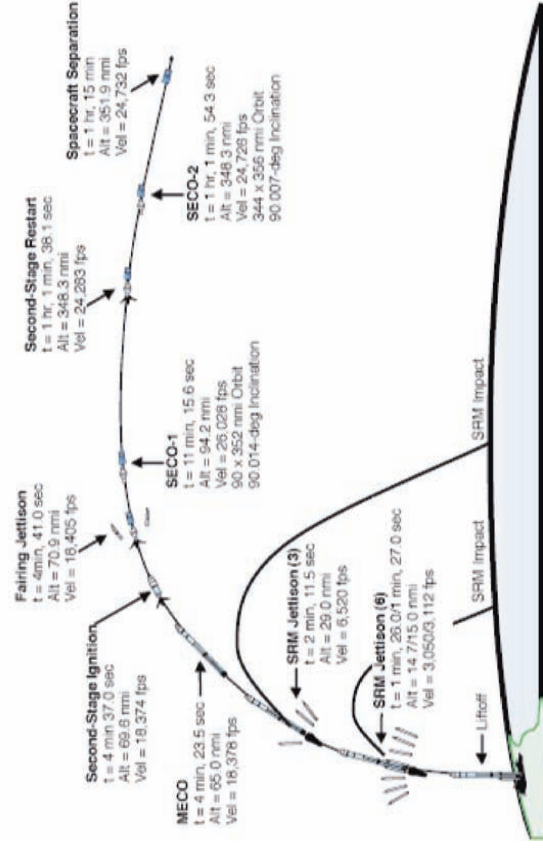 Fairing Jettison
t = 4min, 41.0 sec
Alt = 70.9 nmi
Vel = 18,405 fps
Second-Stage Ignition
t = 4 min 37.0 sec
Alt = 69.6 nmi
Vel = 18,374 fps
MECO
t = 4 min, 23.5 sec
Alt = 65.0 nmi
Vel = 18,378 fps
SECO-1
t = 11 min, 15.6 sec
Alt = 94.2 nmi
Vel = 26,028 fps
90 x 352 nmi Orbit
90.014-deg Inclination
Second-Stage Restart
t = 1 hr, 1 min, 38.1 sec
Alt = 348.3 nmi
Vel = 24,283 fps
SECO-2
t = 1 hr, 1 min, 54.3 sec
Alt = 348.3 nmi
Vel = 24,726 fps
344 x 356 nmi Orbit
90.007-deg Inclination
Spacecraft Separation
t = 1 hr, 15 min
Alt = 351.9 nmi
Vel = 24,732 fps
SRM Jettison (3)
t = 2 min, 11.5 sec
Alt = 29.0 nmi
Vel = 6,520 fps
SRM Jettison (6)
t = 1 min, 26.0/1 min, 27.0 sec
Alt = 14.7/15.0 nmi
Vel = 3,050/3,112 fps
Liftoff
SRM Impact
SRM Impact